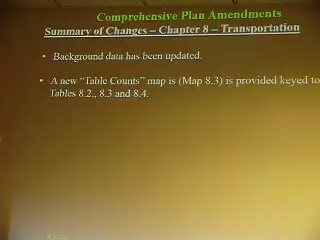 Comprehensive Plan Amendments
Summary of Changes – Chapter 8 – Transportation
• Background data has been updated.
• A new "Table Counts" map is (Map 8.3) is provided keyed to
Tables 8.2., 8.3 and 8.4.